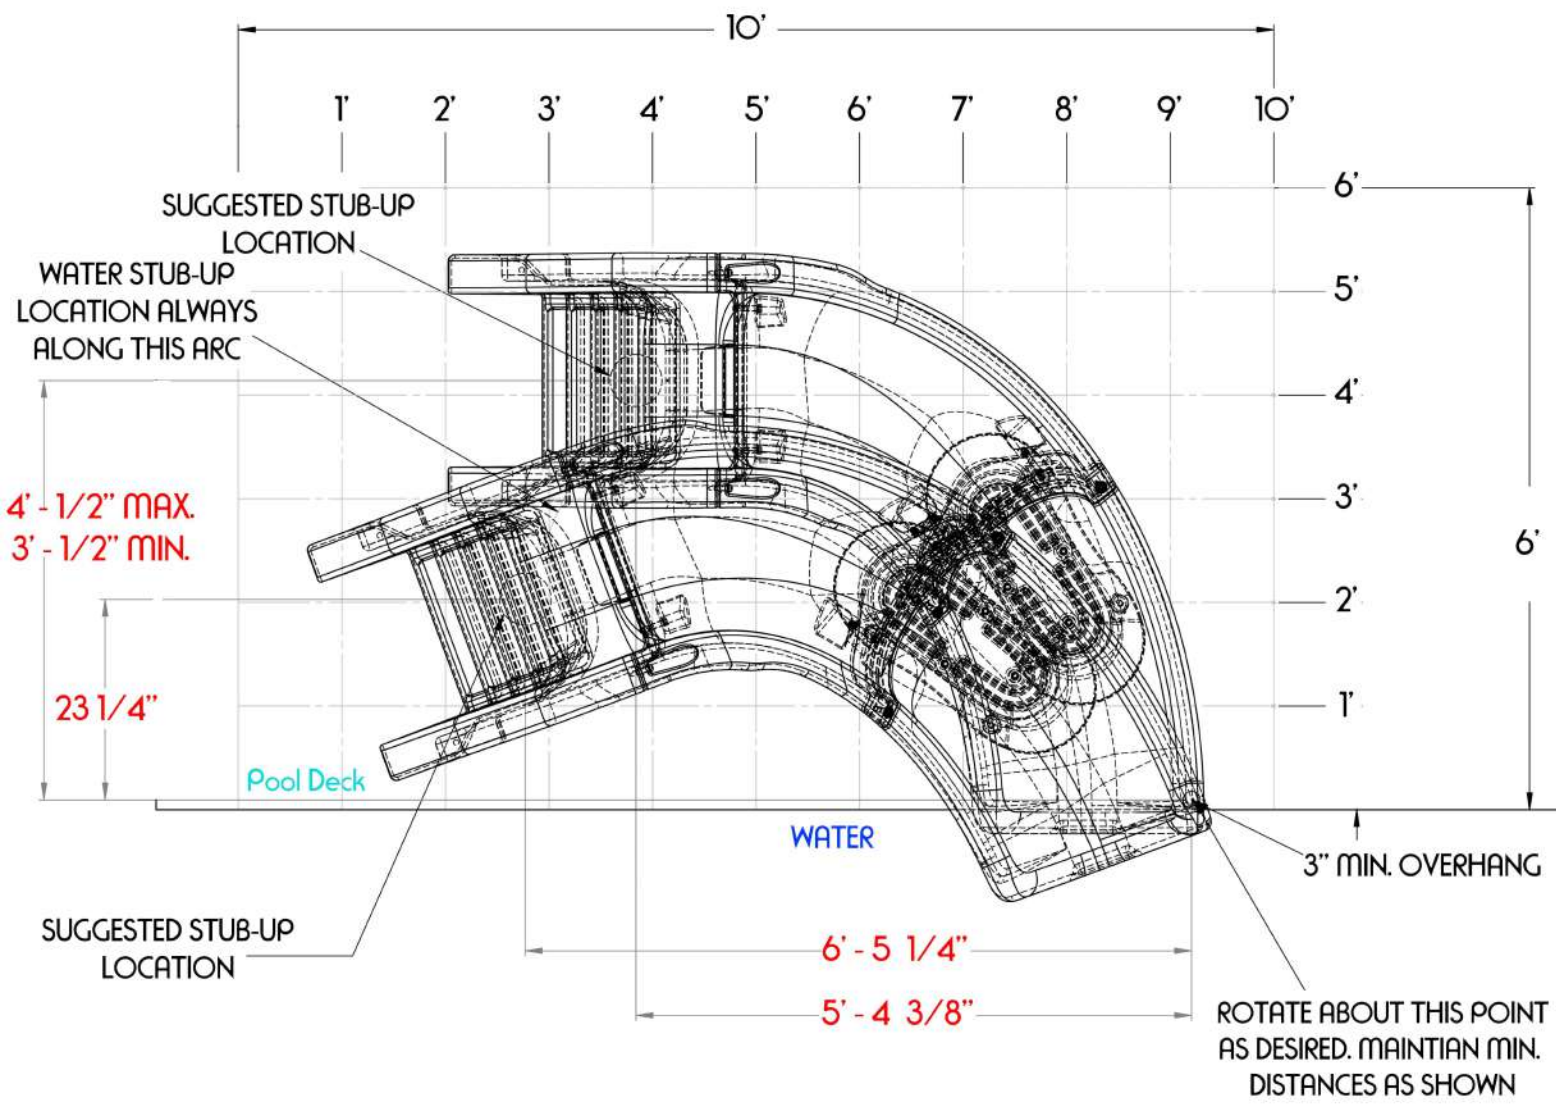 10'
1' 2' 3' 4' 5' 6' 7' 8' 9' 10'
6'
SUGGESTED STUB-UP
LOCATION
WATER STUB-UP
LOCATION ALWAYS
ALONG THIS ARC
5'
4'
3'
4' - 1/2" MAX.
3' - 1/2" MIN.
6'
2'
23 1/4"
1'
Pool Deck
WATER
3" MIN. OVERHANG
SUGGESTED STUB-UP
LOCATION
6' - 5 1/4"
5' - 4 3/8"
ROTATE ABOUT THIS POINT
AS DESIRED. MAINTIAN MIN.
DISTANCES AS SHOWN